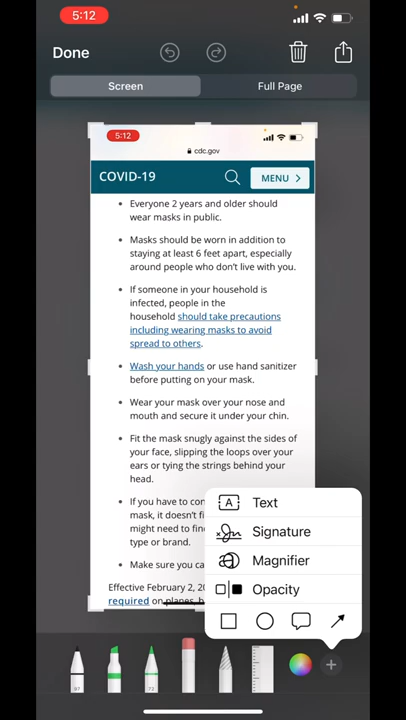 5:12
Done
Screen
Full Page
5:12
cdc.gov
COVID-19
MENU
• Everyone 2 years and older should
wear masks in public.
• Masks should be worn in addition to
staying at least 6 feet apart, especially
around people who don't live with you.
• If someone in your household is
infected, people in the
household should take precautions
including wearing masks to avoid
spread to others.
• Wash your hands or use hand sanitizer
before putting on your mask.
• Wear your mask over your nose and
mouth and secure it under your chin.
• Fit the mask snugly against the sides of
your face, slipping the loops over your
ears or tying the strings behind your
head.
• If you have to
mask, it doesn't
might need to
type or brand.
• Make sure you
Effective February 2,
required on planes,
A Text
Signature
Magnifier
Opacity
97
73